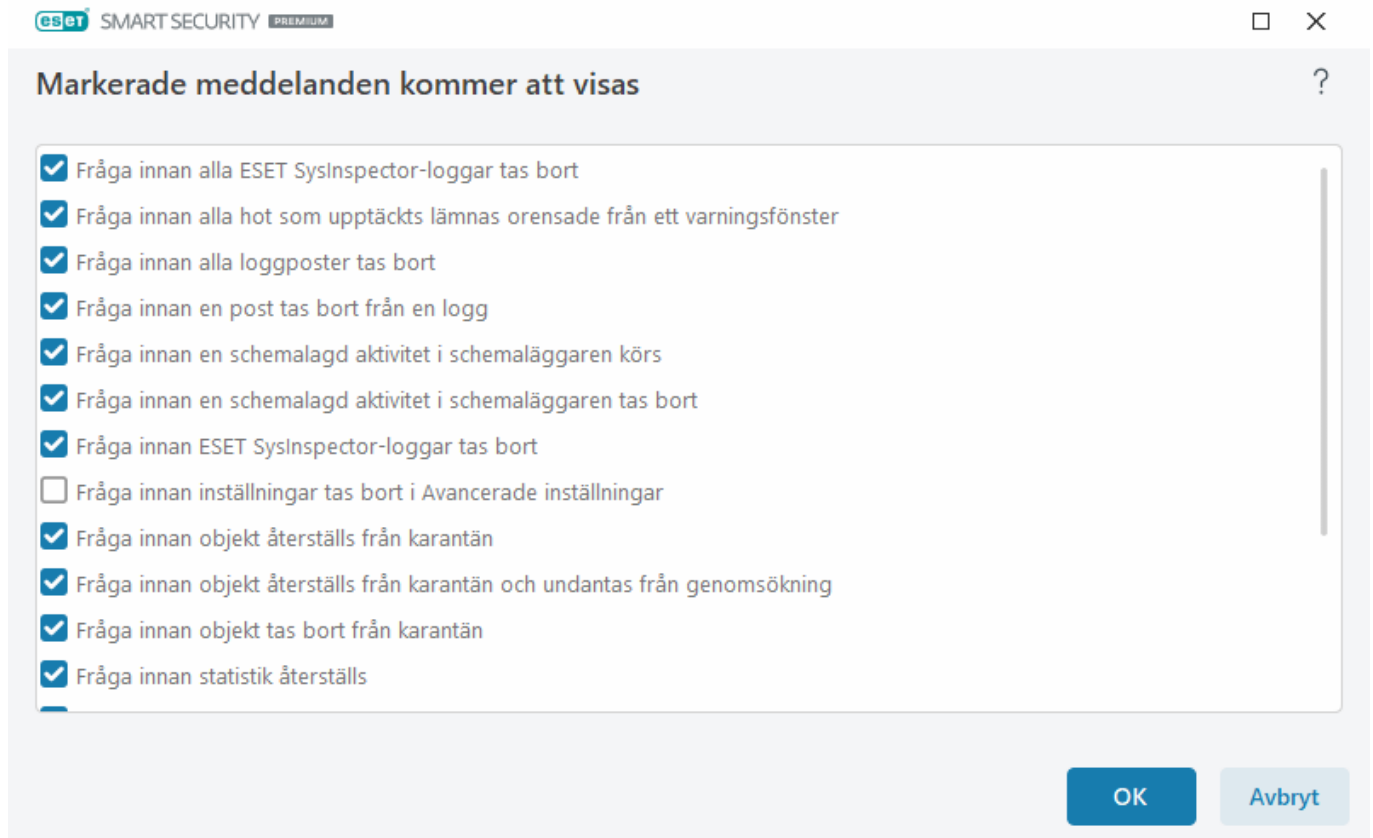 eset SMART SECURITY PREMIUM
Markerade meddelanden kommer att visas
?
Fråga innan alla ESET SysInspector-loggar tas bort
Fråga innan alla hot som upptäckts lämnas orensade från ett varningsfönster
Fråga innan alla loggposter tas bort
Fråga innan en post tas bort från en logg
Fråga innan en schemalagd aktivitet i schemaläggaren körs
Fråga innan en schemalagd aktivitet i schemaläggaren tas bort
Fråga innan ESET SysInspector-loggar tas bort
Fråga innan inställningar tas bort i Avancerade inställningar
Fråga innan objekt återställs från karantän
Fråga innan objekt återställs från karantän och undantas från genomsökning
Fråga innan objekt tas bort från karantän
Fråga innan statistik återställs
OK Avbryt